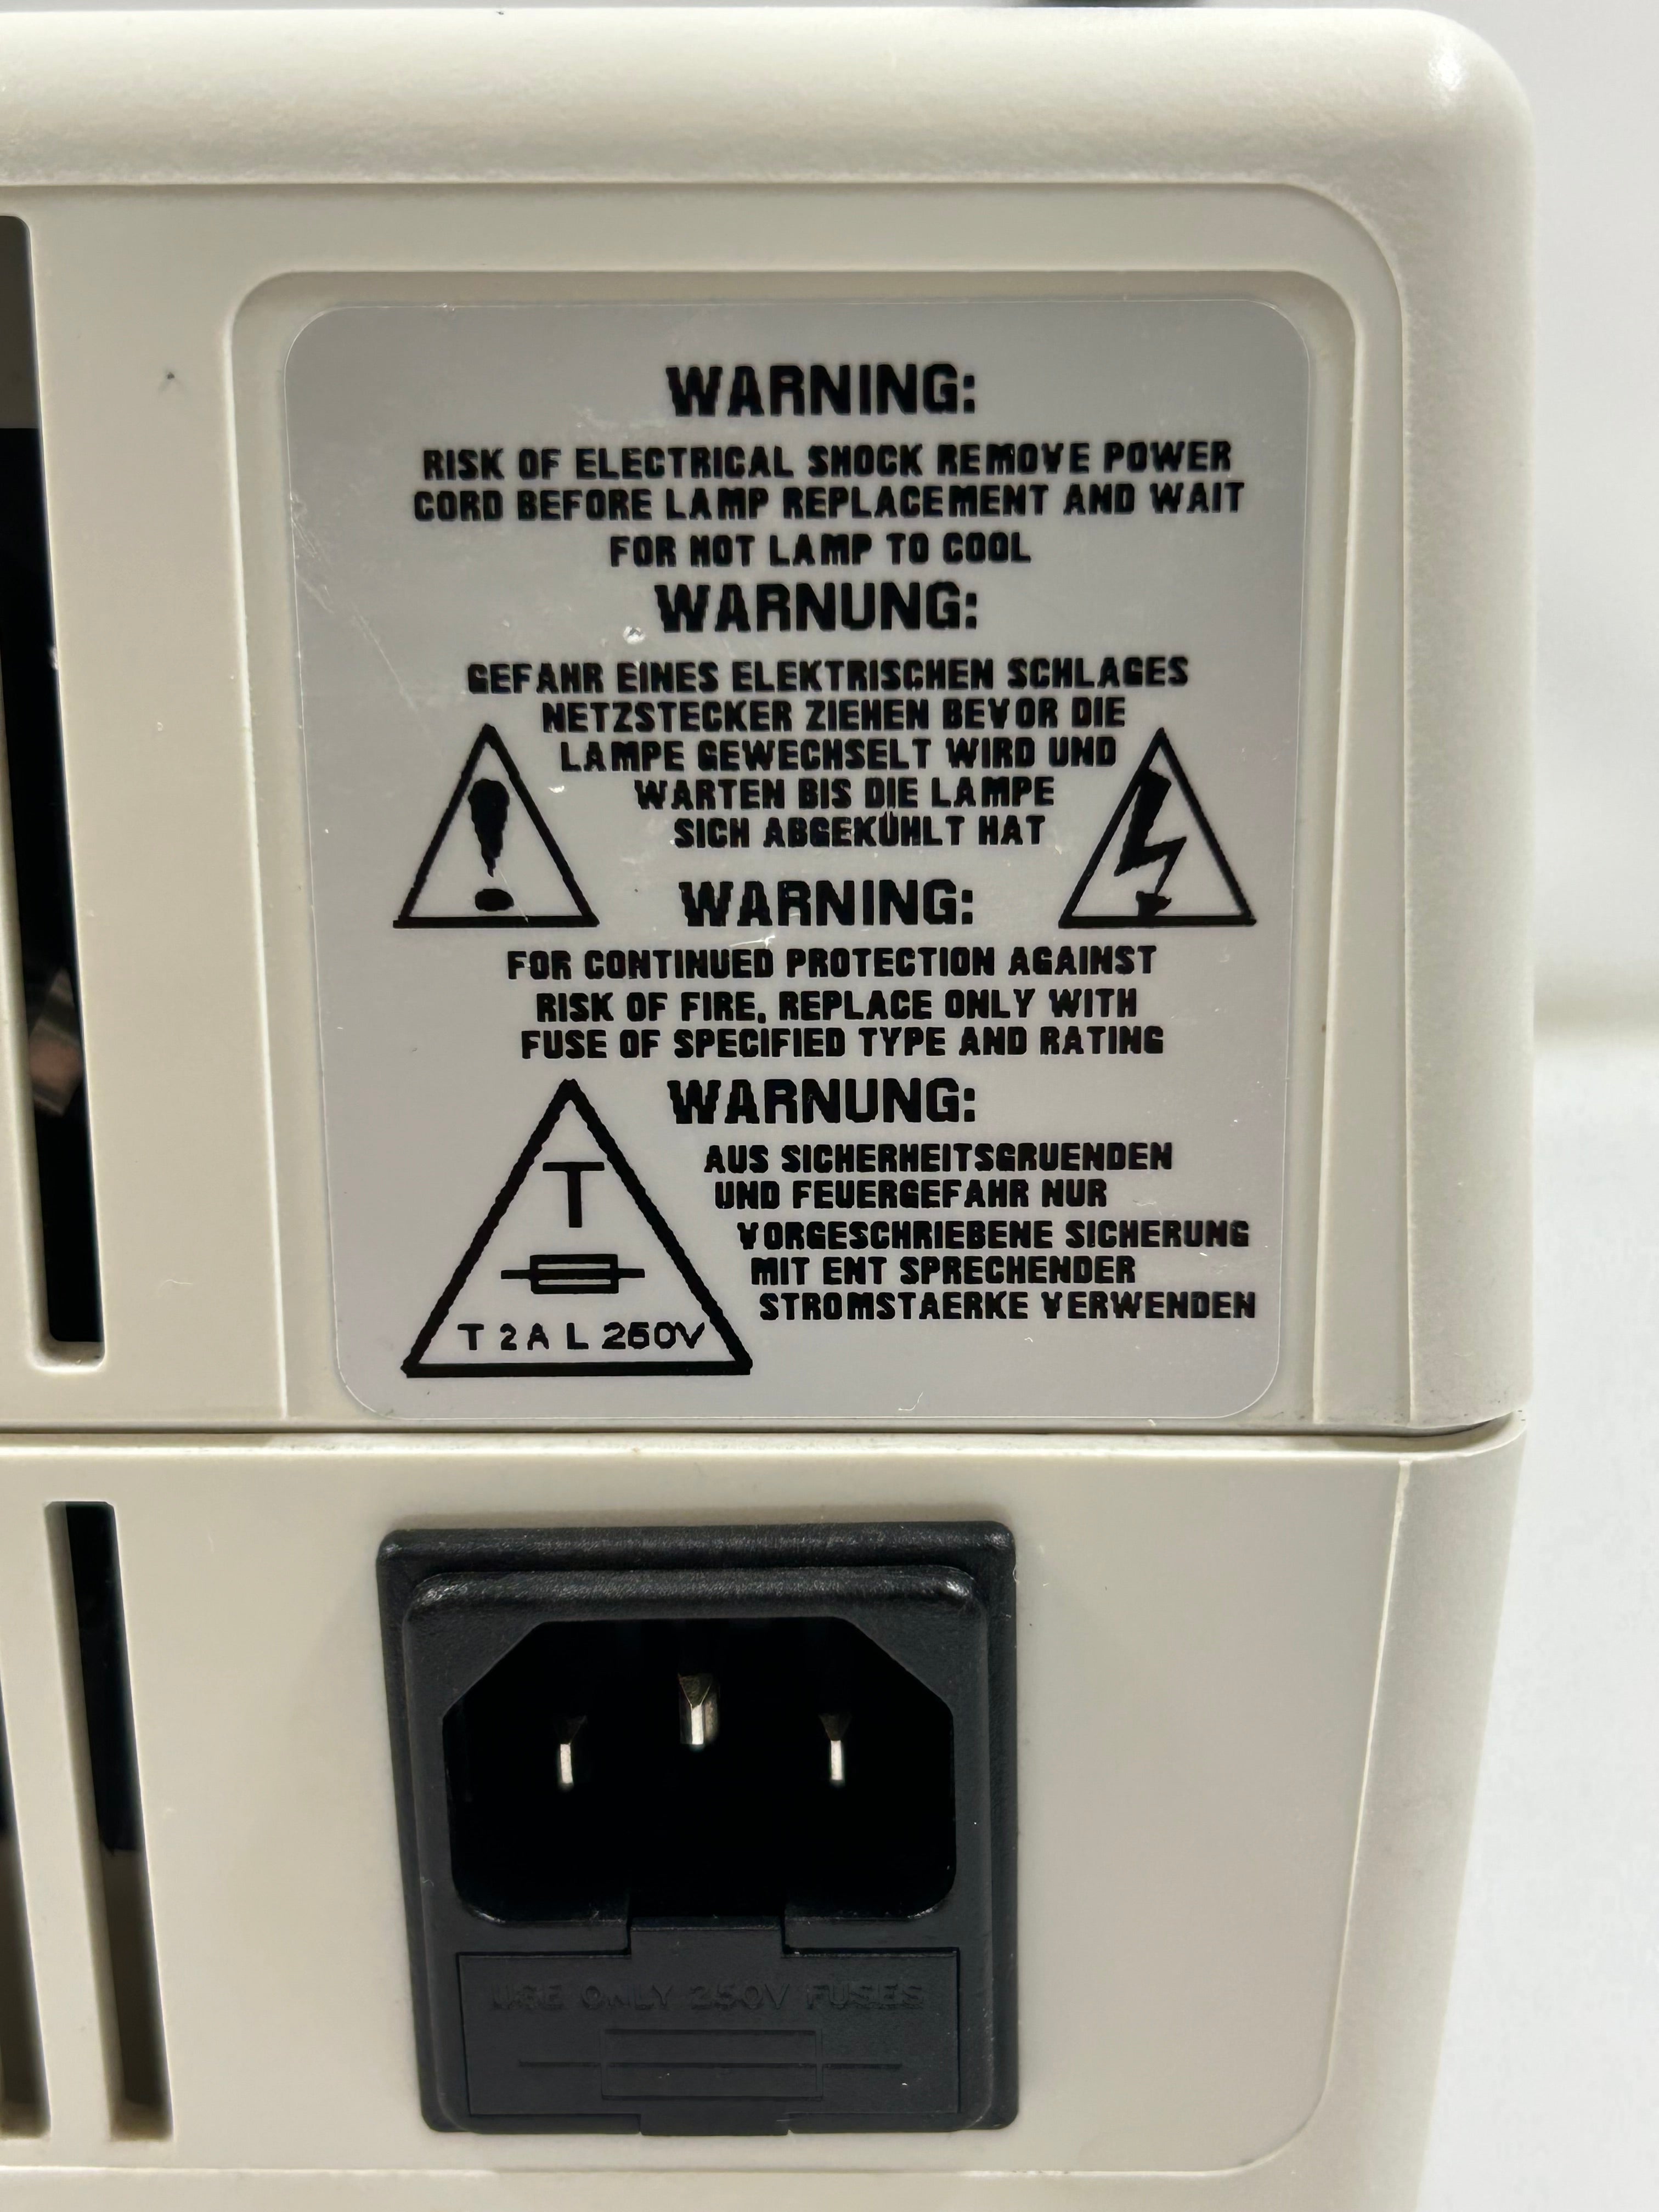 WARNING:
RISK OF ELECTRICAL SHOCK REMOVE POWER
CORD BEFORE LAMP REPLACEMENT AND WAIT
FOR HOT LAMP TO COOL
WARNUNG:
GEFAHR EINES ELEKTRISCHEN SCHLAGES
NETZSTECKER ZIEHEN BEVOR DIE
LAMPE GEWECHSELT WIRD UND
WARTEN BIS DIE LAMPE
SICH ABGEKÜHLT HAT
WARNING:
FOR CONTINUED PROTECTION AGAINST
RISK OF FIRE, REPLACE ONLY WITH
FUSE OF SPECIFIED TYPE AND RATING
WARNUNG:
AUS SICHERHEITSGRUENDEN
UND FEUERGEFAHR NUR
VORGESCHRIEBENE SICHERUNG
MIT ENT SPRECHENDER
STROMSTAERKE VERWENDEN
T
T 2 A L 250V
USE ONLY 250V FUSES